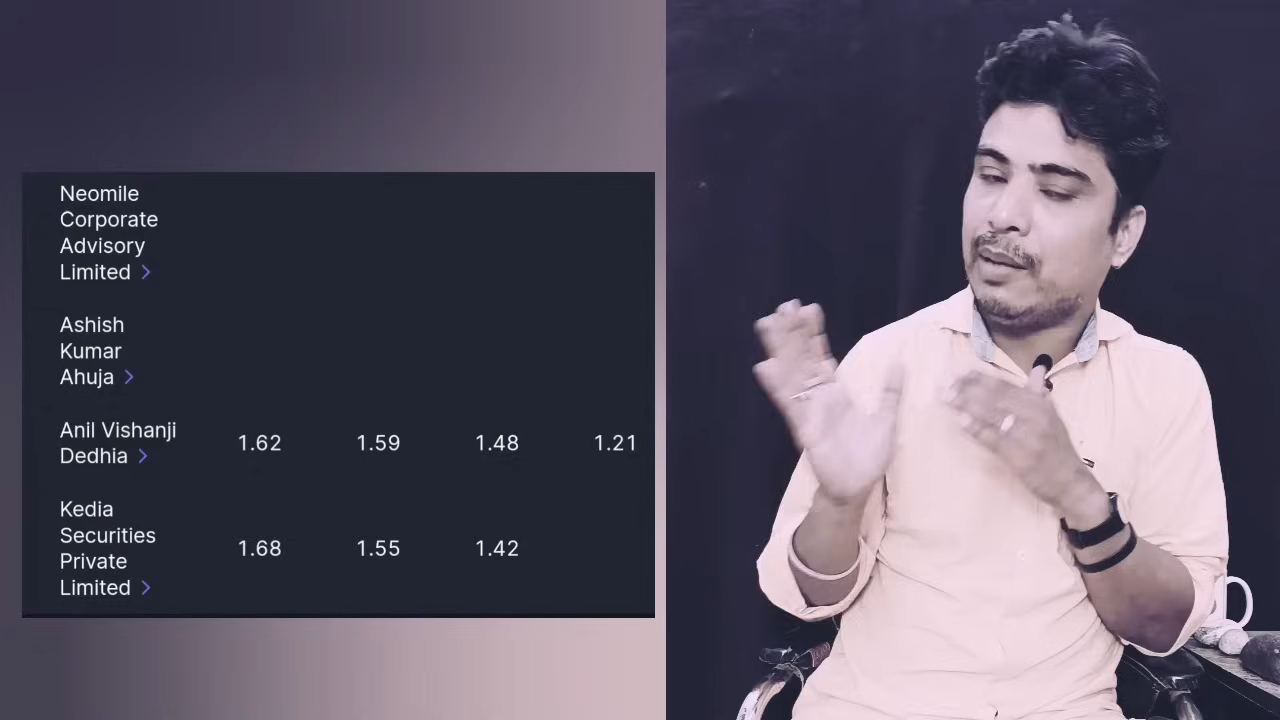 Neomile
Corporate
Advisory
Limited >
Ashish
Kumar
Ahuja >
Anil Vishanji
Dedhia > 1.62 1.59 1.48 1.21
Kedia
Securities
Private
Limited > 1.68 1.55 1.42